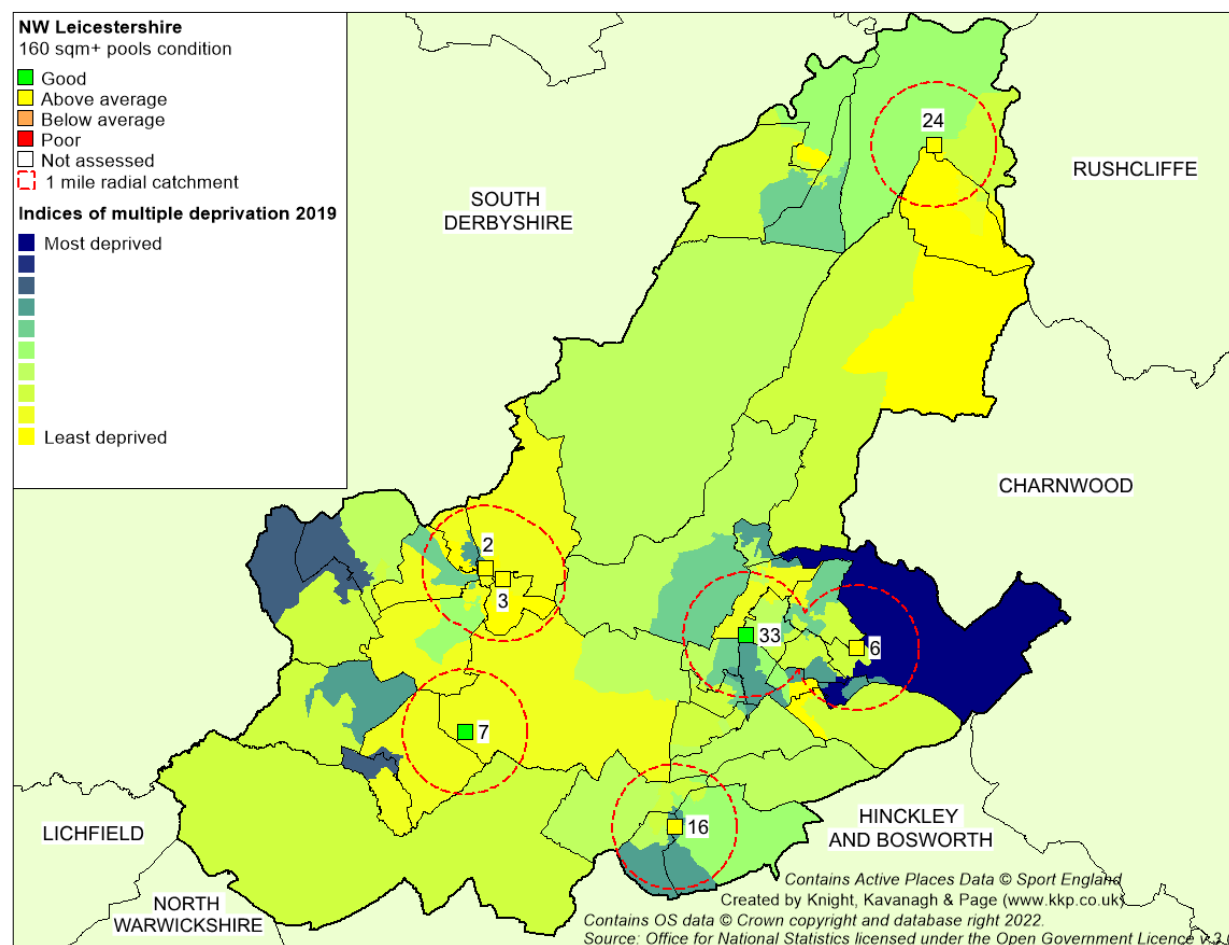 NW Leicestershire
160 sqm+ pools condition
Good
Above average
Below average
Poor
Not assessed
1 mile radial catchment
Indices of multiple deprivation 2019
Most deprived
Least deprived
24
RUSHCLIFFE
SOUTH
DERBYSHIRE
CHARNWOOD
2
3
33
6
7
16
LICHFIELD
HINCKLEY
AND BOSWORTH
NORTH
WARWICKSHIRE
Contains Active Places Data © Sport England
Created by Knight, Kavanagh & Page (www.kkp.co.uk)
Contains OS data © Crown copyright and database right 2022.
Source: Office for National Statistics licensed under the Open Government Licence v.3.